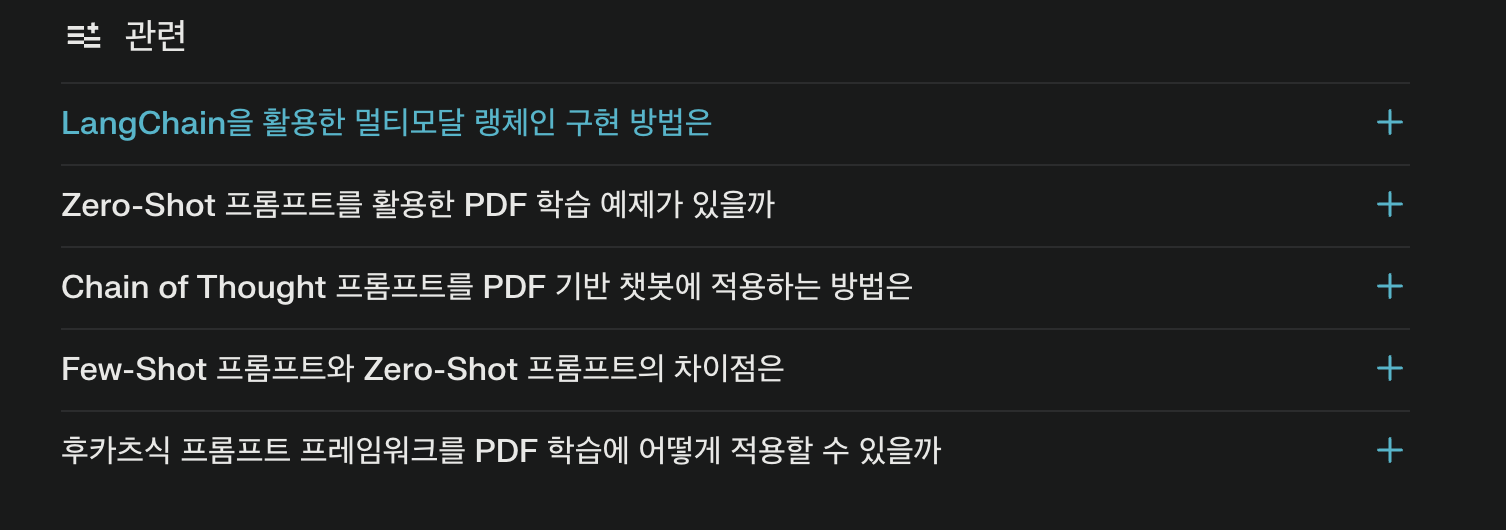 관련
LangChain을 활용한 멀티모달 랭체인 구현 방법은
Zero-Shot 프롬프트를 활용한 PDF 학습 예제가 있을까
Chain of Thought 프롬프트를 PDF 기반 챗봇에 적용하는 방법은
Few-Shot 프롬프트와 Zero-Shot 프롬프트의 차이점은
후카츠식 프롬프트 프레임워크를 PDF 학습에 어떻게 적용할 수 있을까